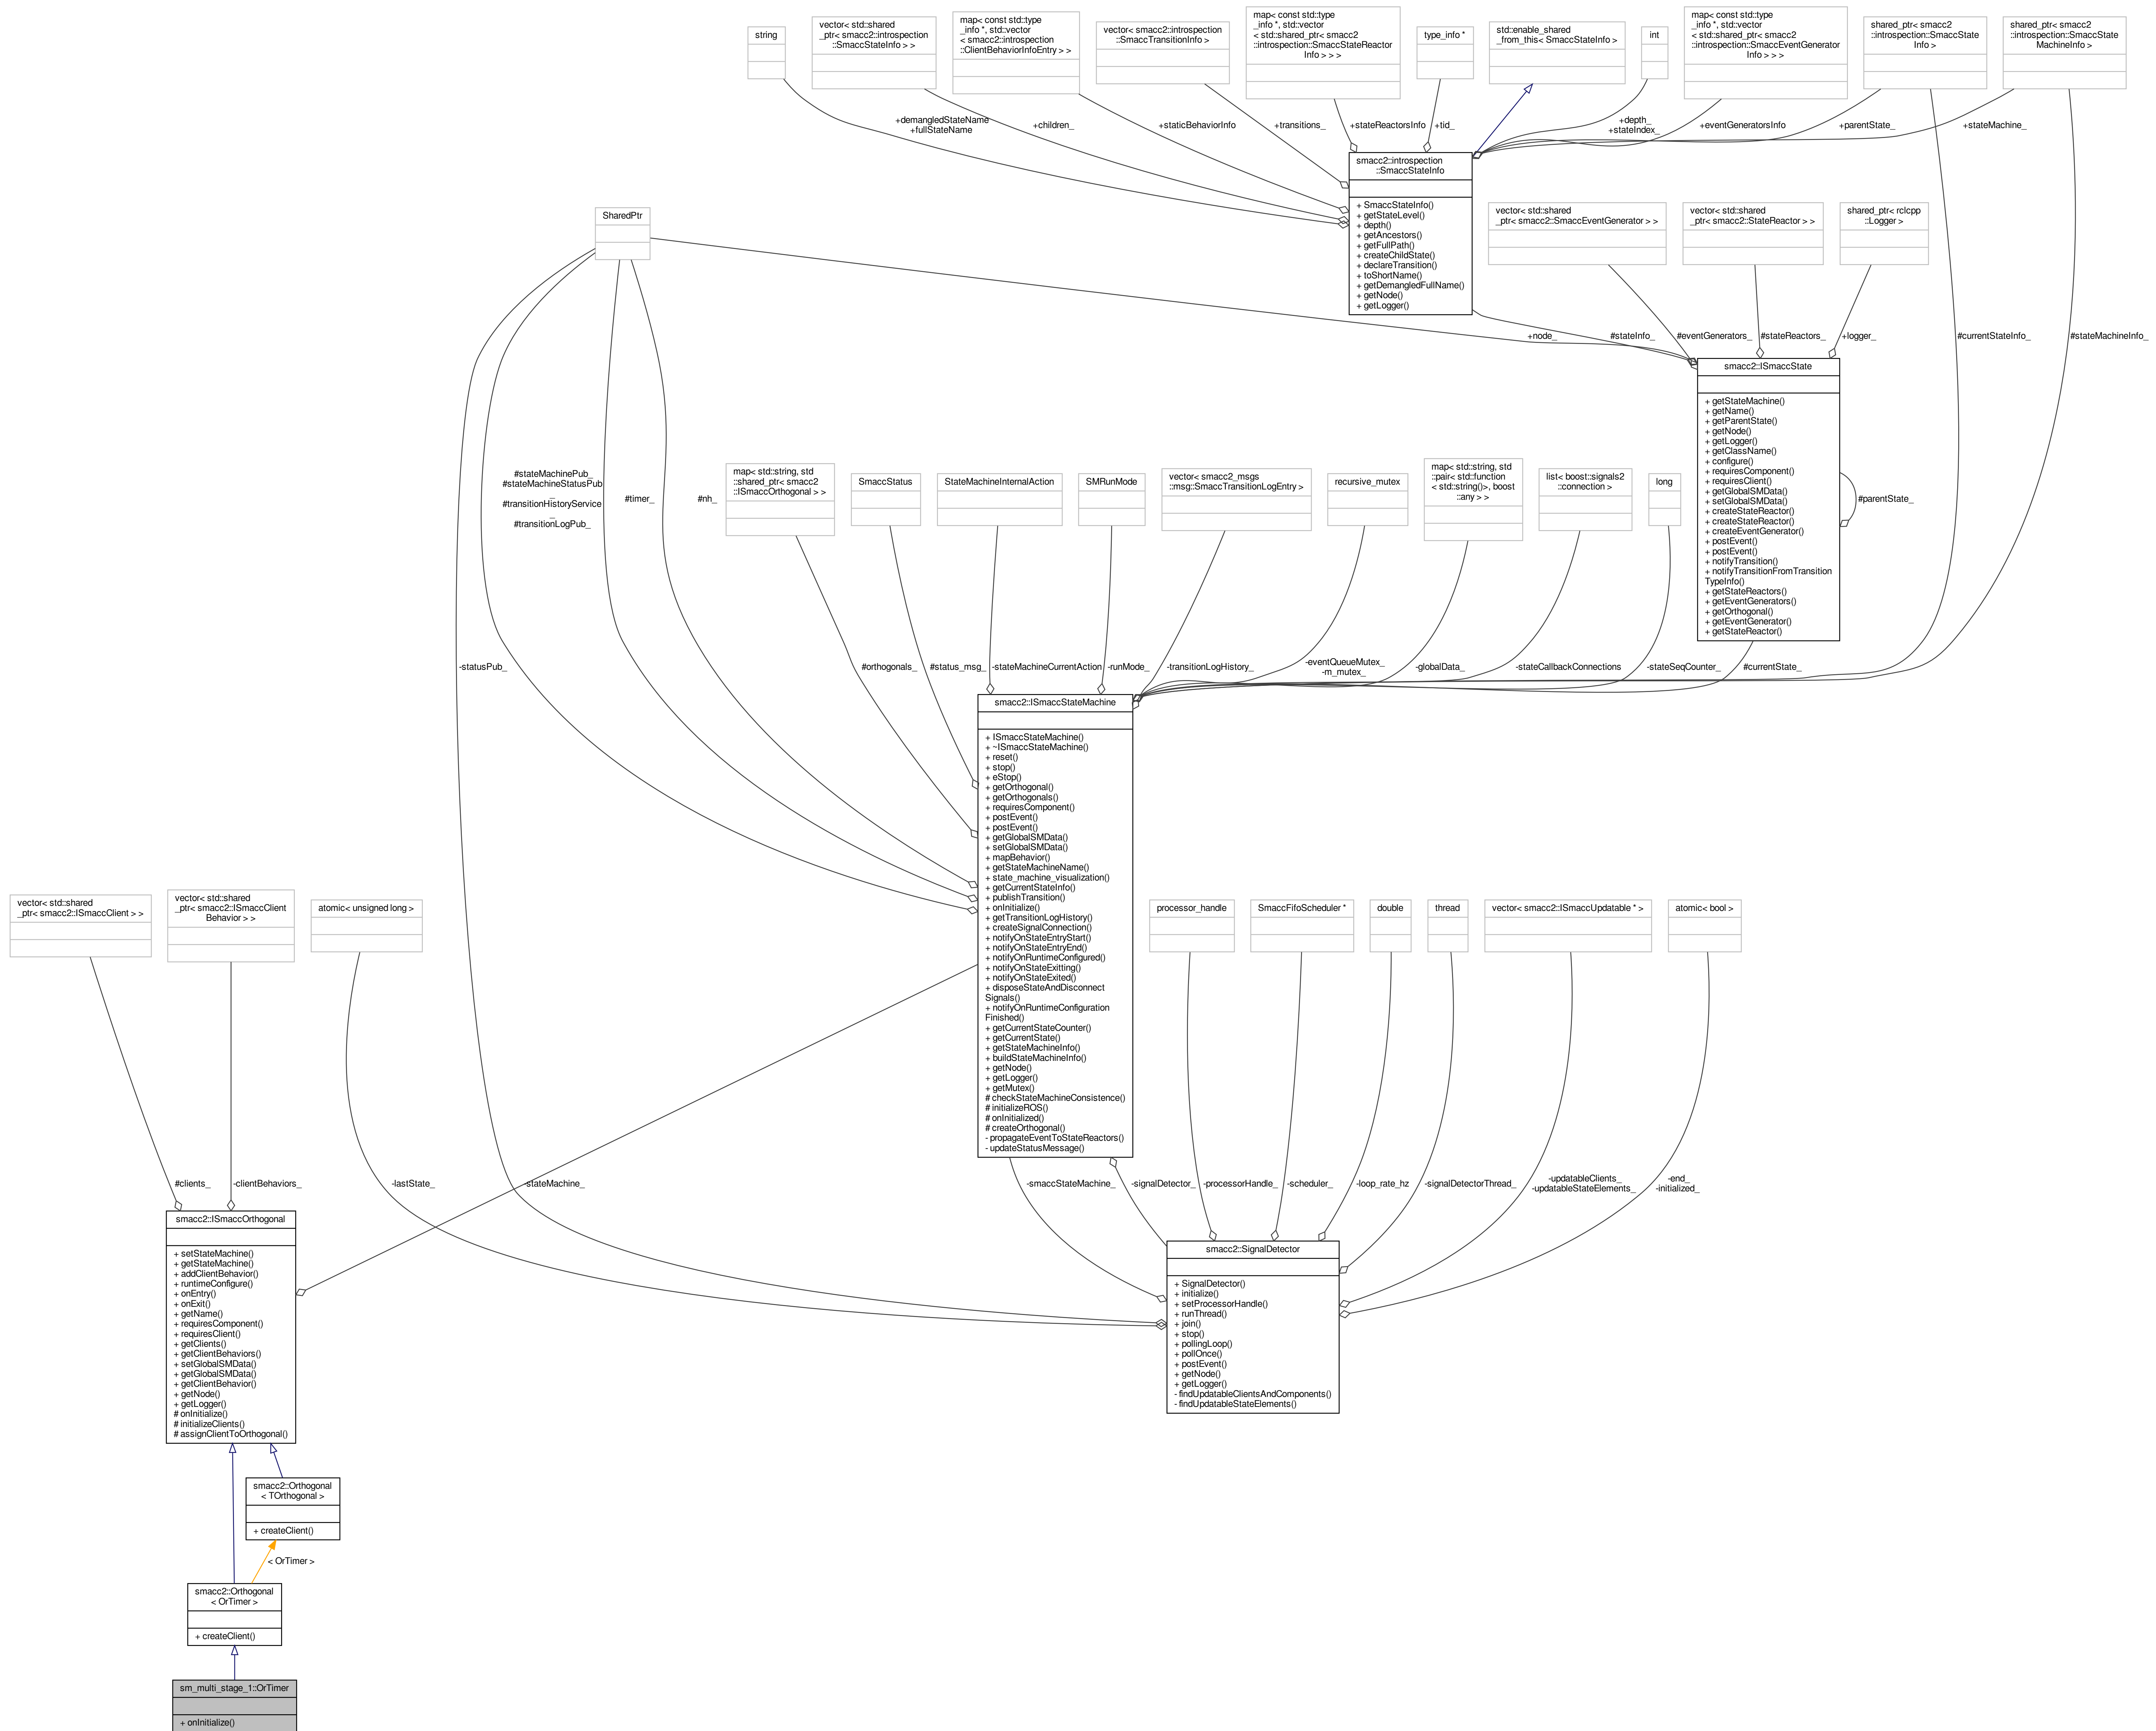 string
vector< std::shared
_ptr< smacc2::introspection
::SmaccStateInfo > >
map< const std::type
_info *, std::vector
< smacc2::introspection
::ClientBehaviorInfoEntry > >
vector< smacc2::introspection
::SmaccTransitionInfo >
map< const std::type
_info *, std::vector
< std::shared_ptr< smacc2
::introspection::SmaccStateReactor
Info > > >
type_info *
std::enable_shared
_from_this< SmaccStateInfo >
int
map< const std::type
_info *, std::vector
< std::shared_ptr< smacc2
::introspection::SmaccEventGenerator
Info > > >
shared_ptr< smacc2
::introspection::SmaccState
Info >
shared_ptr< smacc2
::introspection::SmaccState
MachineInfo >
+demangledStateName
+fullStateName
+children_
+staticBehaviorInfo
+transitions_
+stateReactorsInfo
+tid_
+depth_
+stateIndex_
+eventGeneratorsInfo
+parentState_
+stateMachine_
smacc2::introspection
::SmaccStateInfo
+ SmaccStateInfo()
+ getStateLevel()
+ depth()
+ getAncestors()
+ getFullPath()
+ createChildState()
+ declareTransition()
+ toShortName()
+ getDemangledFullName()
+ getNode()
+ getLogger()
SharedPtr
vector< std::shared
_ptr< smacc2::SmaccEventGenerator > >
vector< std::shared
_ptr< smacc2::StateReactor > >
shared_ptr< rclcpp
::Logger >
+node_
#stateInfo_
#eventGenerators_
#stateReactors_
+logger_
#currentStateInfo_
#stateMachineInfo_
smacc2::ISmaccState
+ getStateMachine()
+ getName()
+ getParentState()
+ getNode()
+ getLogger()
+ getClassName()
+ configure()
+ requiresComponent()
+ requiresClient()
+ getGlobalSMData()
+ setGlobalSMData()
+ createStateReactor()
+ createStateReactor()
+ createEventGenerator()
+ postEvent()
+ postEvent()
+ notifyTransition()
+ notifyTransitionFromTransition
TypeInfo()
+ getStateReactors()
+ getEventGenerators()
+ getOrthogonal()
+ getEventGenerator()
+ getStateReactor()
#parentState_
#stateMachinePub_
#stateMachineStatusPub
_
#transitionHistoryService
_
#transitionLogPub_
#timer_
#nh_
map< std::string, std
::shared_ptr< smacc2
::ISmaccOrthogonal > >
SmaccStatus
StateMachineInternalAction
SMRunMode
vector< smacc2_msgs
::msg::SmaccTransitionLogEntry >
recursive_mutex
map< std::string, std
::pair< std::function
< std::string()>, boost
::any > >
list< boost::signals2
::connection >
long
-statusPub_
#orthogonals_
#status_msg_
-stateMachineCurrentAction
-runMode_
-transitionLogHistory_
-eventQueueMutex_
-m_mutex_
-globalData_
-stateCallbackConnections
-stateSeqCounter_
#currentState_
smacc2::ISmaccStateMachine
+ ISmaccStateMachine()
+ ~ISmaccStateMachine()
+ reset()
+ stop()
+ eStop()
+ getOrthogonal()
+ getOrthogonals()
+ requiresComponent()
+ postEvent()
+ postEvent()
+ getGlobalSMData()
+ setGlobalSMData()
+ mapBehavior()
+ getStateMachineName()
+ state_machine_visualization()
+ getCurrentStateInfo()
+ publishTransition()
+ onInitialize()
+ getTransitionLogHistory()
+ createSignalConnection()
+ notifyOnStateEntryStart()
+ notifyOnStateEntryEnd()
+ notifyOnRuntimeConfigured()
+ notifyOnStateExitting()
+ notifyOnStateExited()
+ disposeStateAndDisconnect
Signals()
+ notifyOnRuntimeConfiguration
Finished()
+ getCurrentStateCounter()
+ getCurrentState()
+ getStateMachineInfo()
+ buildStateMachineInfo()
+ getNode()
+ getLogger()
+ getMutex()
# checkStateMachineConsistence()
# initializeROS()
# onInitialized()
# createOrthogonal()
- propagateEventToStateReactors()
- updateStatusMessage()
vector< std::shared
_ptr< smacc2::ISmaccClient > >
vector< std::shared
_ptr< smacc2::ISmaccClient
Behavior > >
atomic< unsigned long >
processor_handle
SmaccFifoScheduler *
double
thread
vector< smacc2::ISmaccUpdatable * >
atomic< bool >
#clients_
-clientBehaviors_
-lastState_
-stateMachine_
-smaccStateMachine_
-signalDetector_
-processorHandle_
-scheduler_
-loop_rate_hz
-signalDetectorThread_
-updatableClients_
-updatableStateElements_
-end_
-initialized_
smacc2::ISmaccOrthogonal
+ setStateMachine()
+ getStateMachine()
+ addClientBehavior()
+ runtimeConfigure()
+ onEntry()
+ onExit()
+ getName()
+ requiresComponent()
+ requiresClient()
+ getClients()
+ getClientBehaviors()
+ setGlobalSMData()
+ getGlobalSMData()
+ getClientBehavior()
+ getNode()
+ getLogger()
# onInitialize()
# initializeClients()
# assignClientToOrthogonal()
smacc2::SignalDetector
+ SignalDetector()
+ initialize()
+ setProcessorHandle()
+ runThread()
+ join()
+ stop()
+ pollingLoop()
+ pollOnce()
+ postEvent()
+ getNode()
+ getLogger()
- findUpdatableClientsAndComponents()
- findUpdatableStateElements()
smacc2::Orthogonal
< TOrthogonal >
+ createClient()
< OrTimer >
smacc2::Orthogonal
< OrTimer >
+ createClient()
sm_multi_stage_1::OrTimer
+ onInitialize()